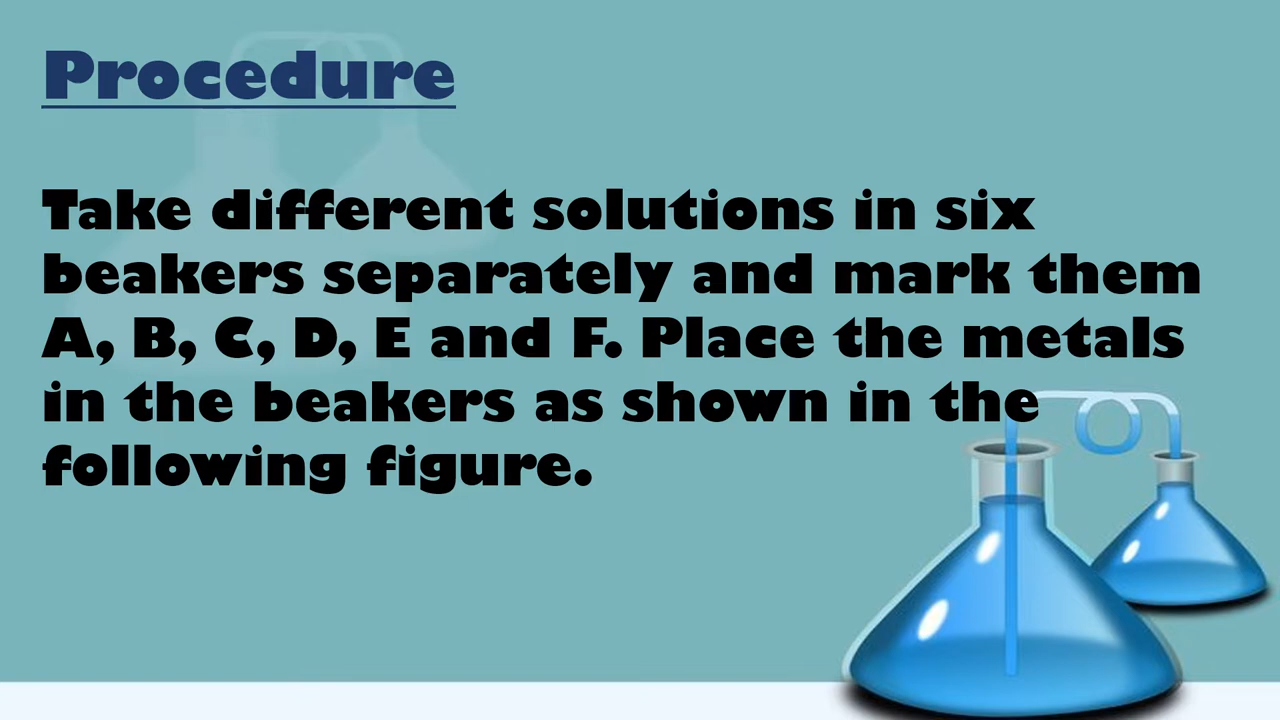 Procedure
Take different solutions in six
beakers separately and mark them
A, B, C, D, E and F. Place the metals
in the beakers as shown in the
following figure.